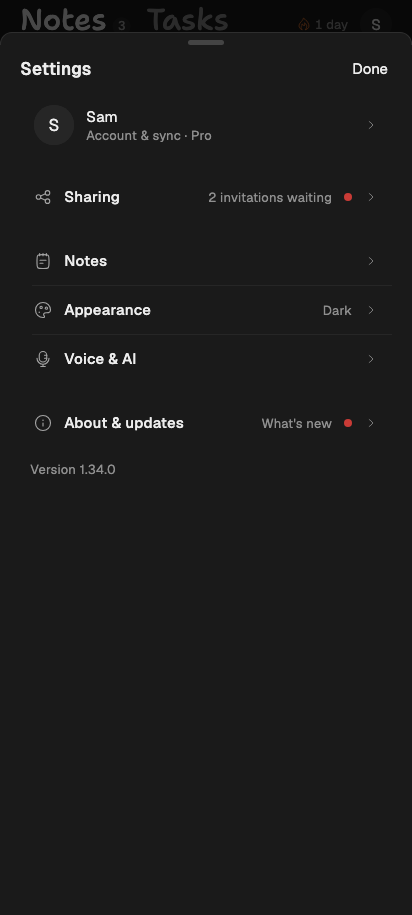 Notes 3 Tasks 1 day S
Settings Done
S
Sam
Account & sync · Pro
Sharing 2 invitations waiting
Notes
Appearance Dark
Voice & AI
About & updates What's new
Version 1.34.0